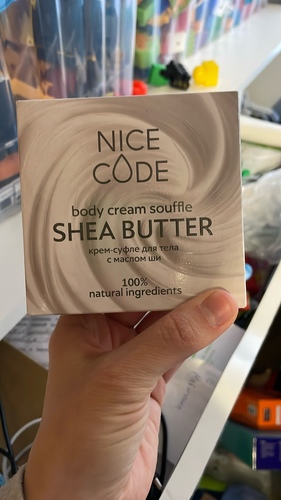 NICE
CODE
body cream souffle
SHEA BUTTER
крем-суфле для тела
с маслом ши
100%
natural ingredients